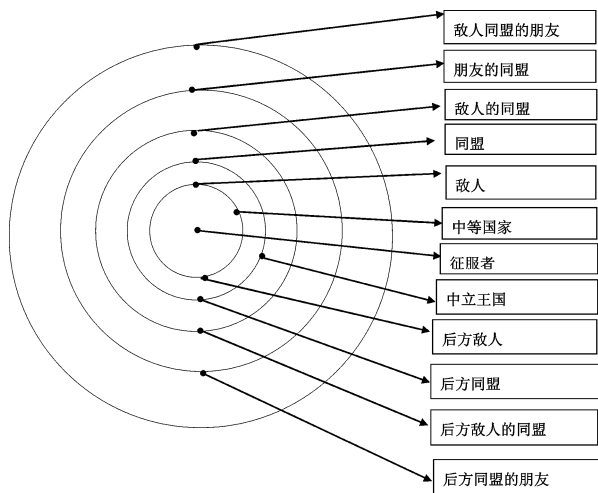 敌人同盟的朋友
朋友的同盟
敌人的同盟
同盟
敌人
中等国家
征服者
中立王国
后方敌人
后方同盟
后方敌人的同盟
后方同盟的朋友